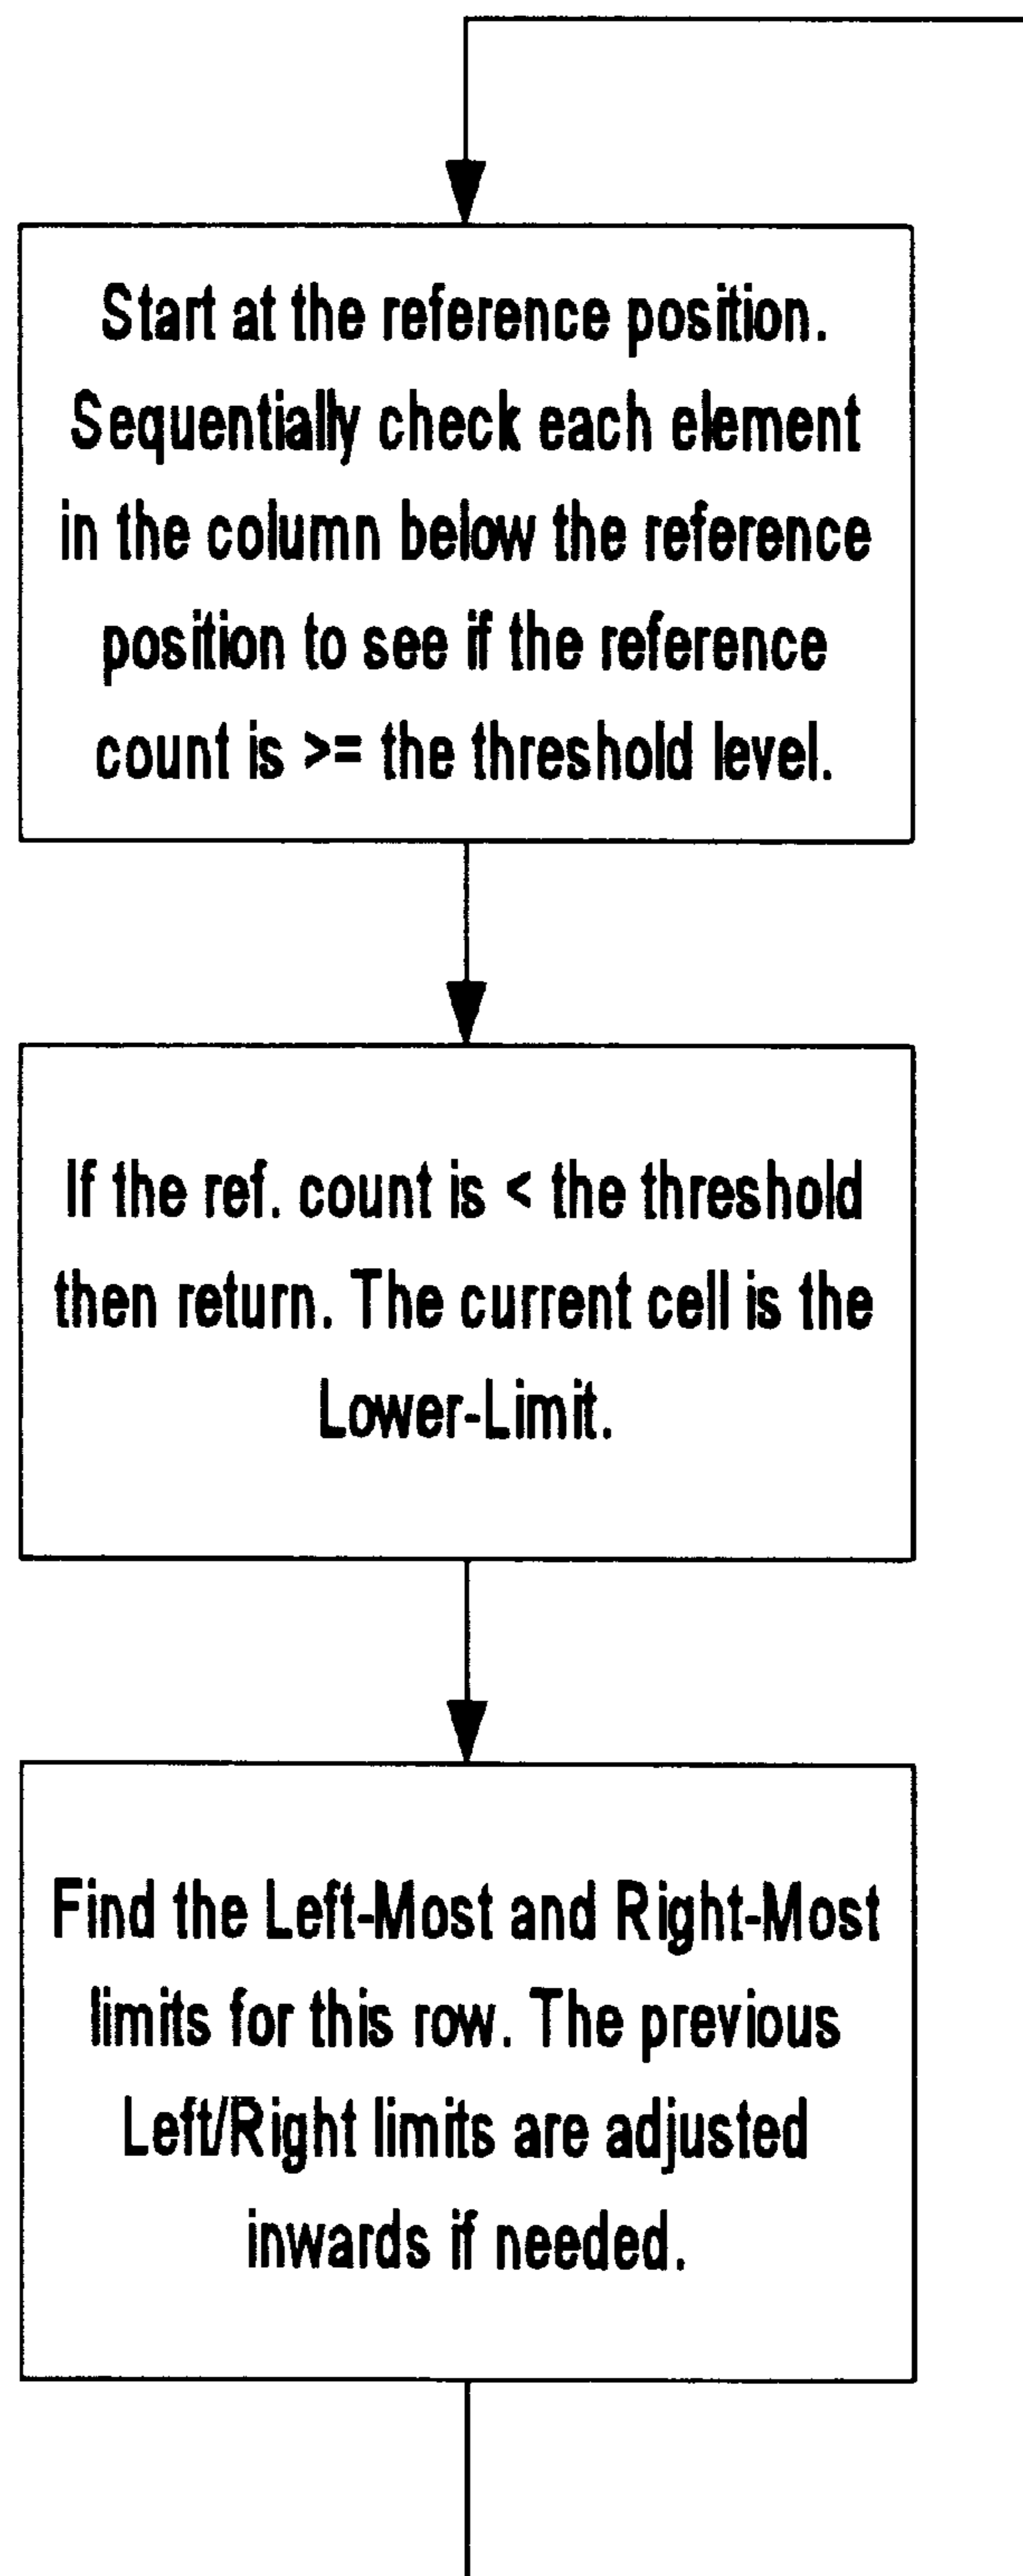 Start at the reference position.
Sequentially check each element
in the column below the reference
position to see if the reference
count is >= the threshold level.
If the ref. count is < the threshold
then return. The current cell is the
Lower-Limit.
Find the Left-Most and Right-Most
limits for this row. The previous
Left/Right limits are adjusted
inwards if needed.